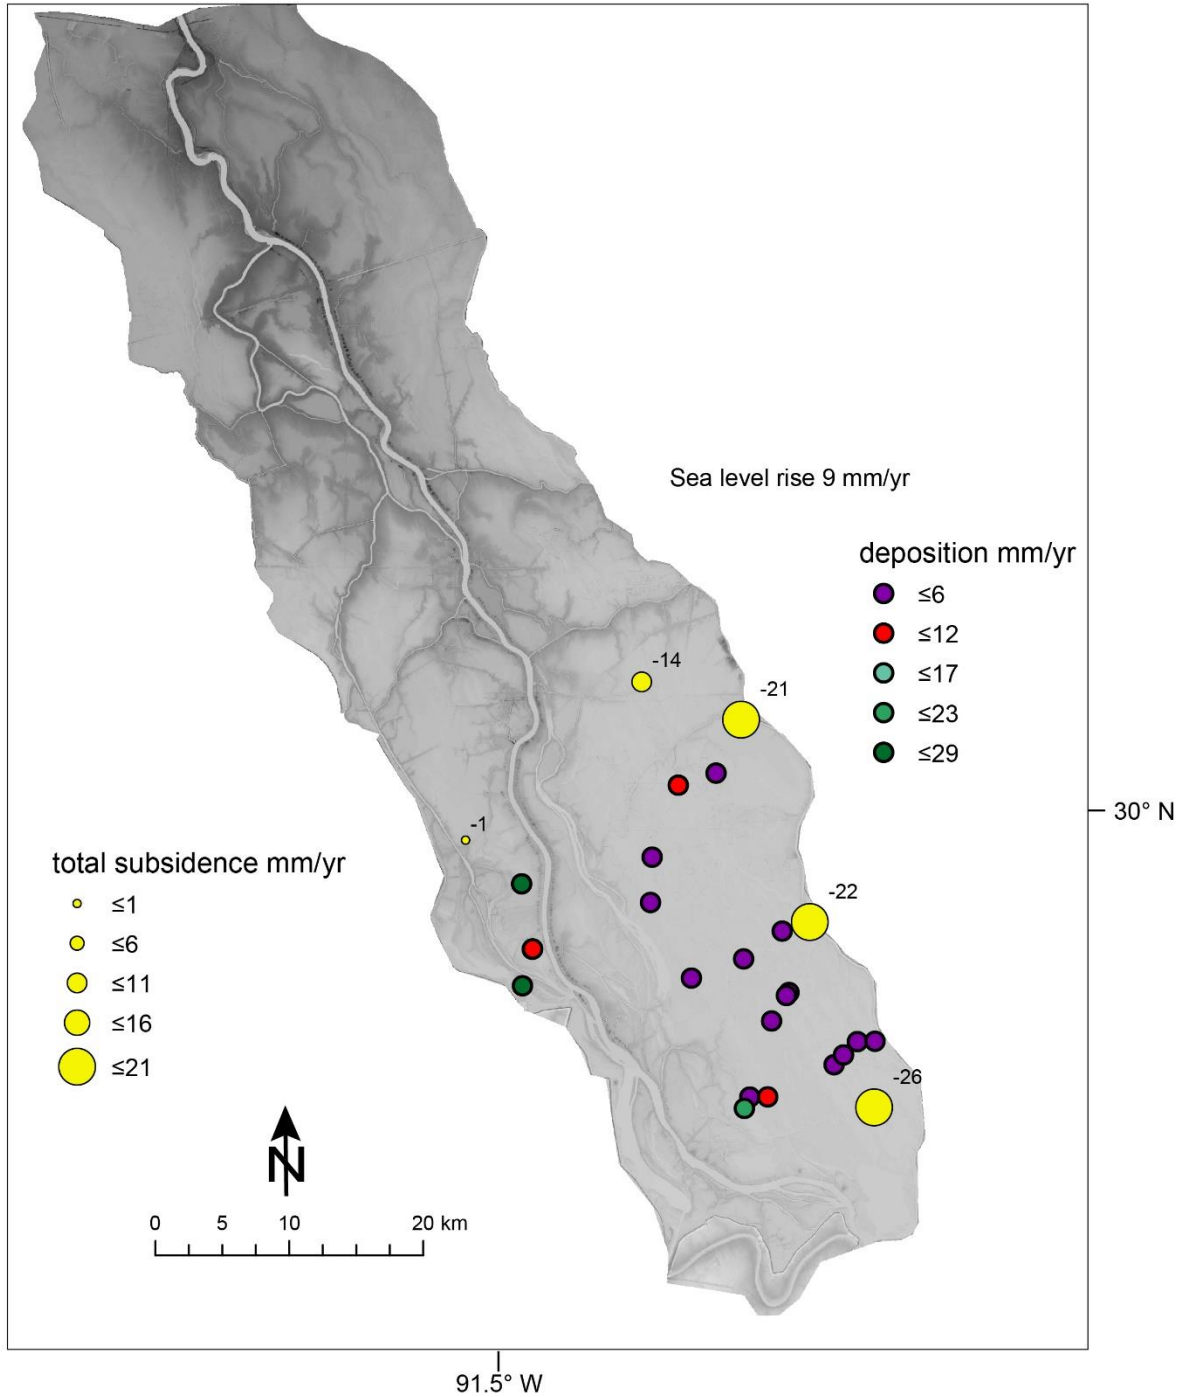 Sea level rise 9 mm/yr
deposition mm/yr
≤6
≤12
≤17
≤23
≤29
-14
-21
30° N
-1
total subsidence mm/yr
≤1
≤6
≤11
≤16
≤21
-22
-26
N
0 5 10 20 km
91.5° W